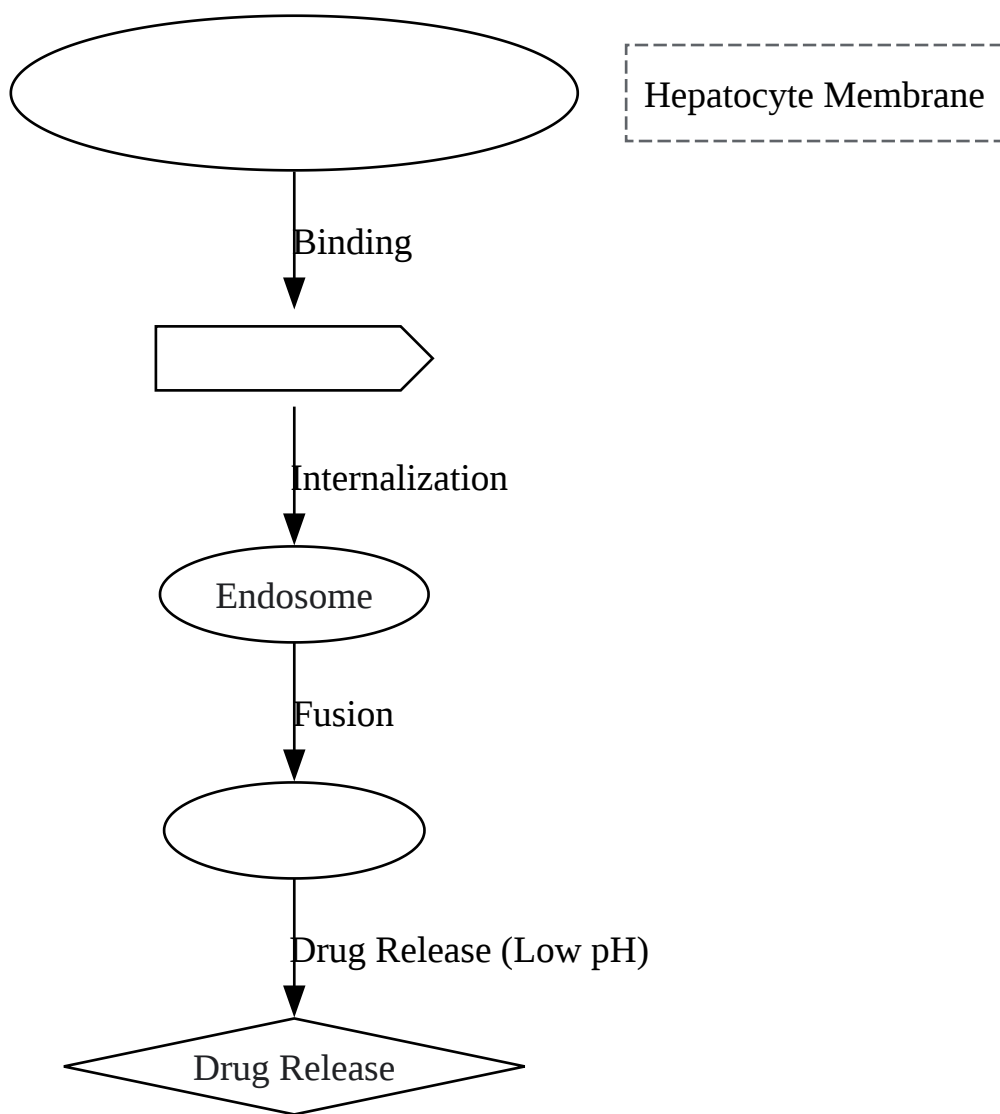 Hepatocyte Membrane
Binding
Internalization
Endosome
Fusion
Drug Release (Low pH)
Drug Release